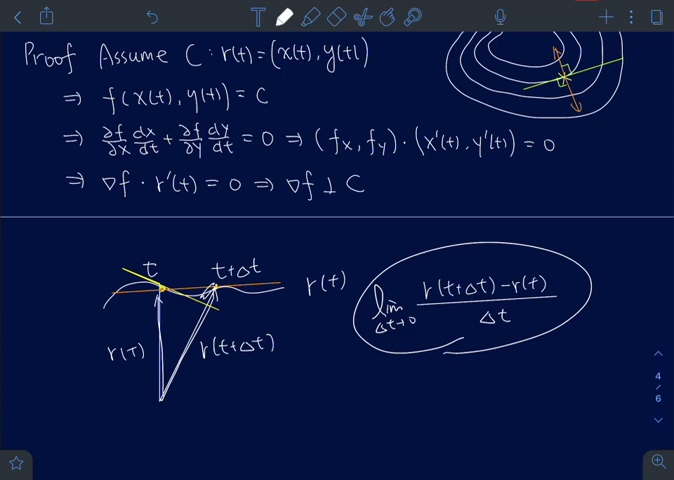 Proof Assume C: r(t) = (x(t), y(t))
⇒ f(x(t), y(t)) = C
⇒ ∂f/∂x dx/dt + ∂f/∂y dy/dt = 0 ⇒ (fx, fy) · (x'(t), y'(t)) = 0
⇒ ∇f · r'(t) = 0 ⇒ ∇f ⊥ C
t
t+Δt
r(t)
lim Δt→0 r(t+Δt) - r(t) / Δt
r(t)
r(t+Δt)
4
/
6
T